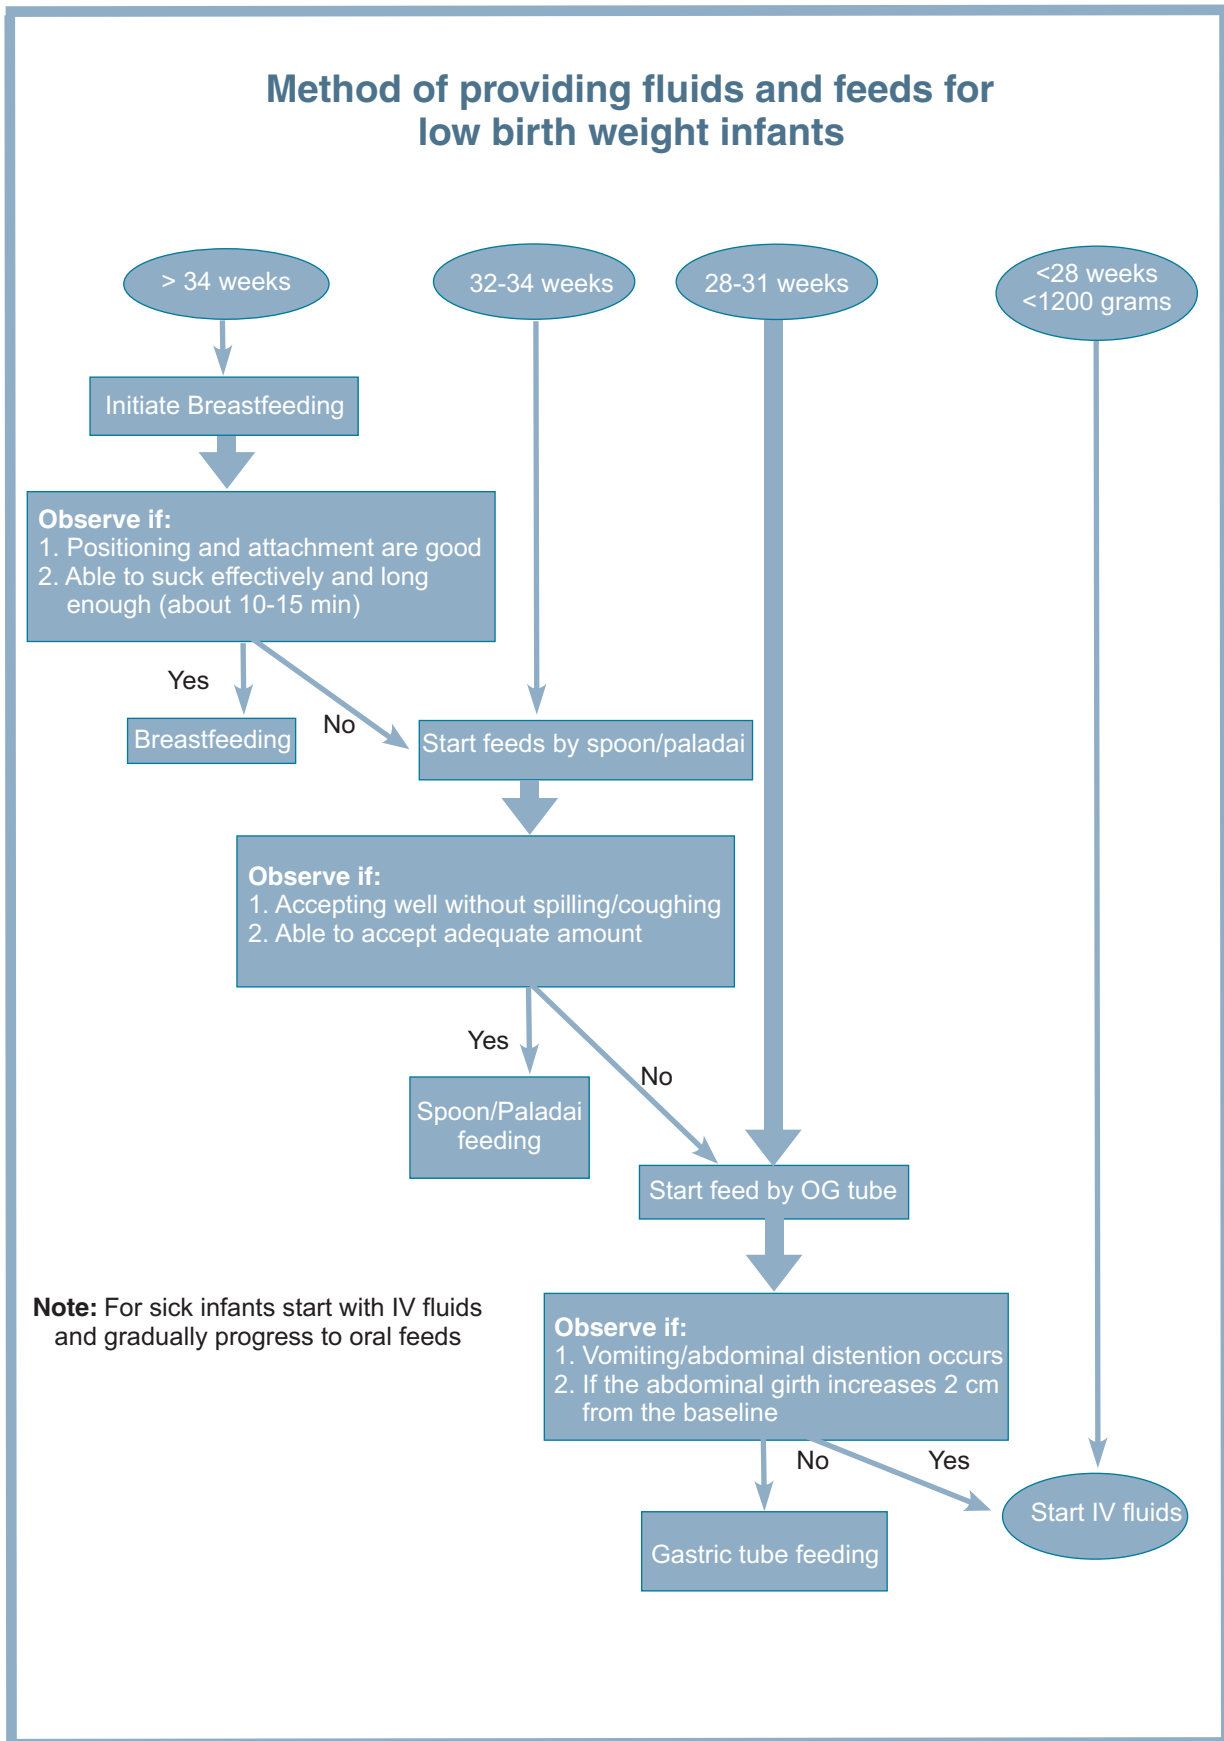 Method of providing fluids and feeds for
low birth weight infants
> 34 weeks
32-34 weeks
28-31 weeks
<28 weeks
<1200 grams
Initiate Breastfeeding
Observe if:
1. Positioning and attachment are good
2. Able to suck effectively and long
enough (about 10-15 min)
Yes
No
Breastfeeding
Start feeds by spoon/paladai
Observe if:
1. Accepting well without spilling/coughing
2. Able to accept adequate amount
Yes
No
Spoon/Paladai
feeding
Start feed by OG tube
Note: For sick infants start with IV fluids
and gradually progress to oral feeds
Observe if:
1. Vomiting/abdominal distention occurs
2. If the abdominal girth increases 2 cm
from the baseline
No
Yes
Start IV fluids
Gastric tube feeding